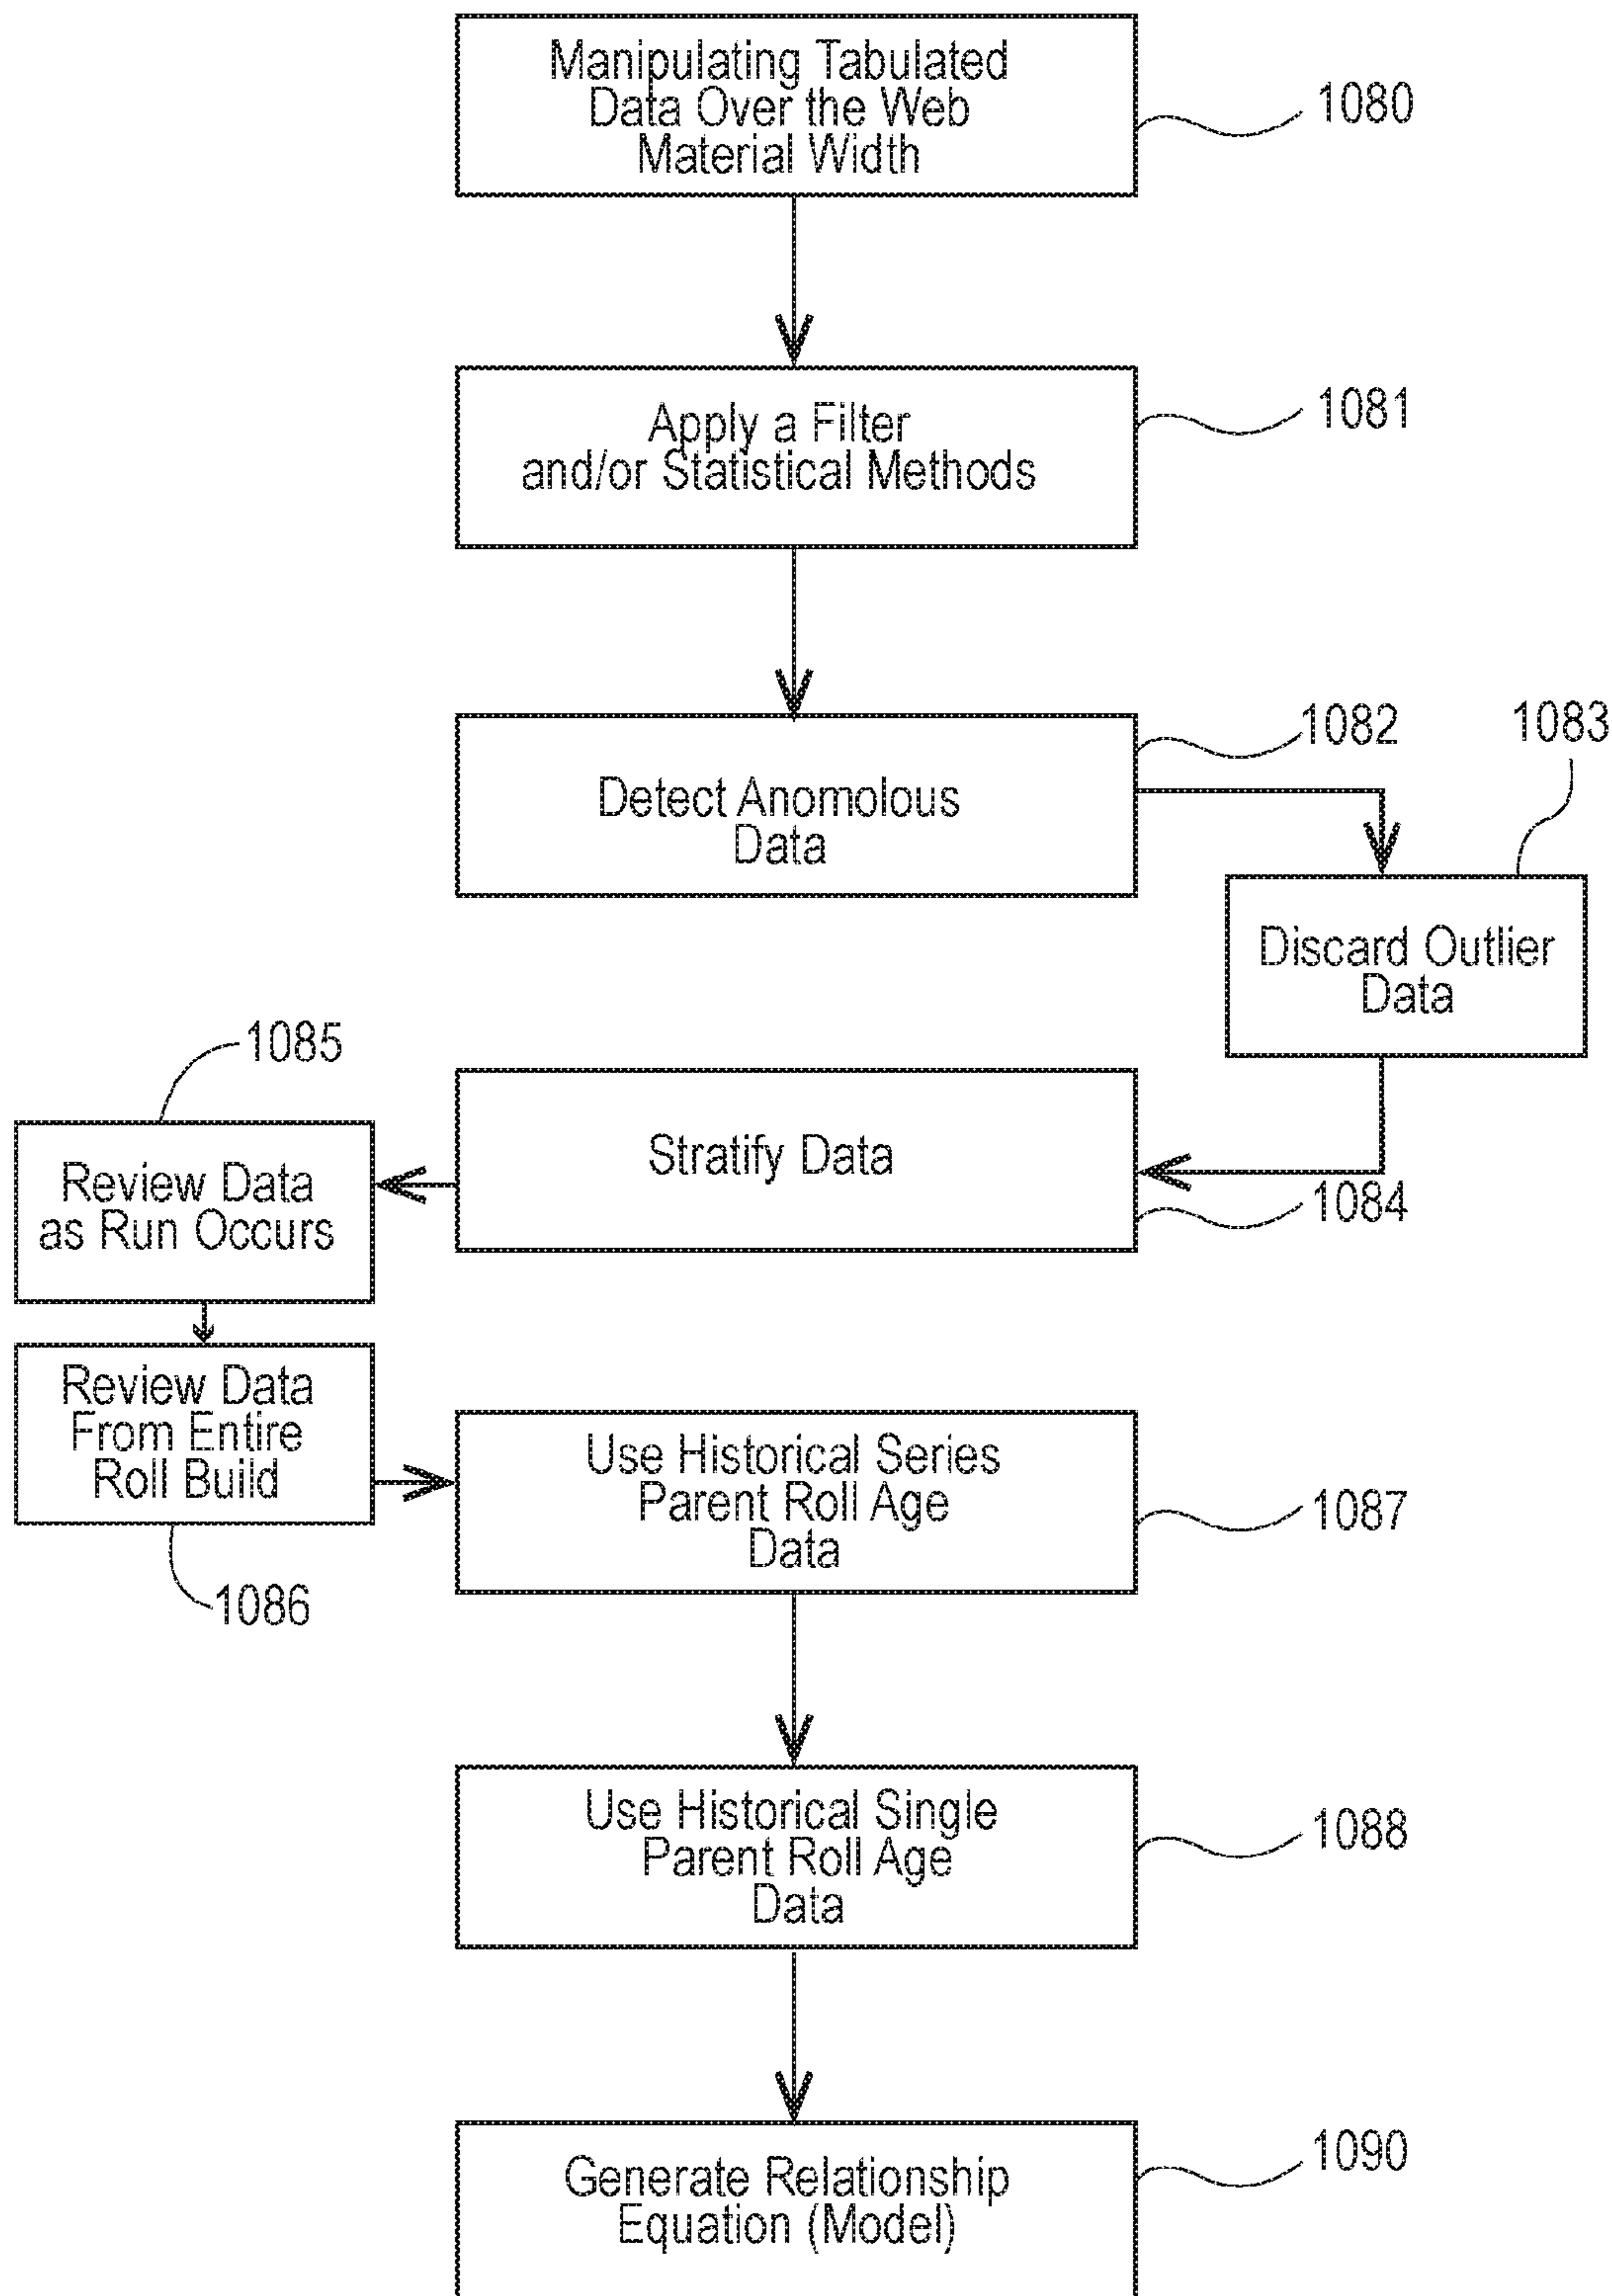 Manipulating Tabulated
Data Over the Web
Material Width
1080
Apply a Filter
and/or Statistical Methods
1081
Detect Anomolous
Data
1082
1083
Discard Outlier
Data
Stratify Data
1084
1085
Review Data
as Run Occurs
Review Data
From Entire
Roll Build
1086
Use Historical Series
Parent Roll Age
Data
1087
Use Historical Single
Parent Roll Age
Data
1088
Generate Relationship
Equation (Model)
1090